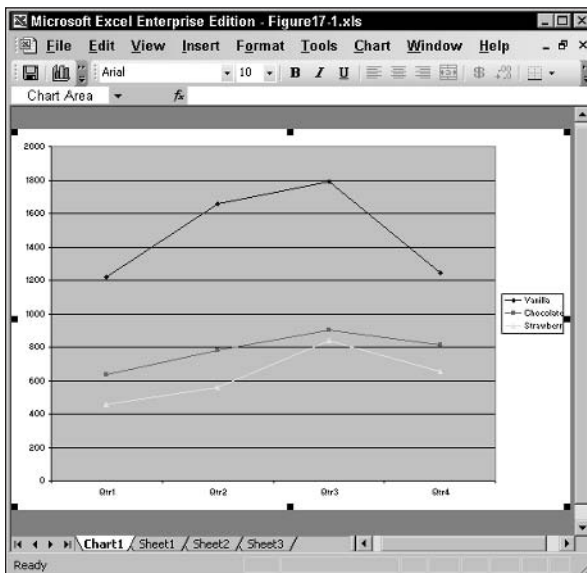 Microsoft Excel Enterprise Edition - Figure17-1.xls
File Edit View Insert Format Tools Chart Window Help
Arial 10 B I U $ .00
Chart Area fx
2000
1800
1600
1400
1200
1000
800
600
400
200
0
Qtr1 Qtr2 Qtr3 Qtr4
Vanilla
Chocolate
Strawberr
Chart1 Sheet1 Sheet2 Sheet3
Ready